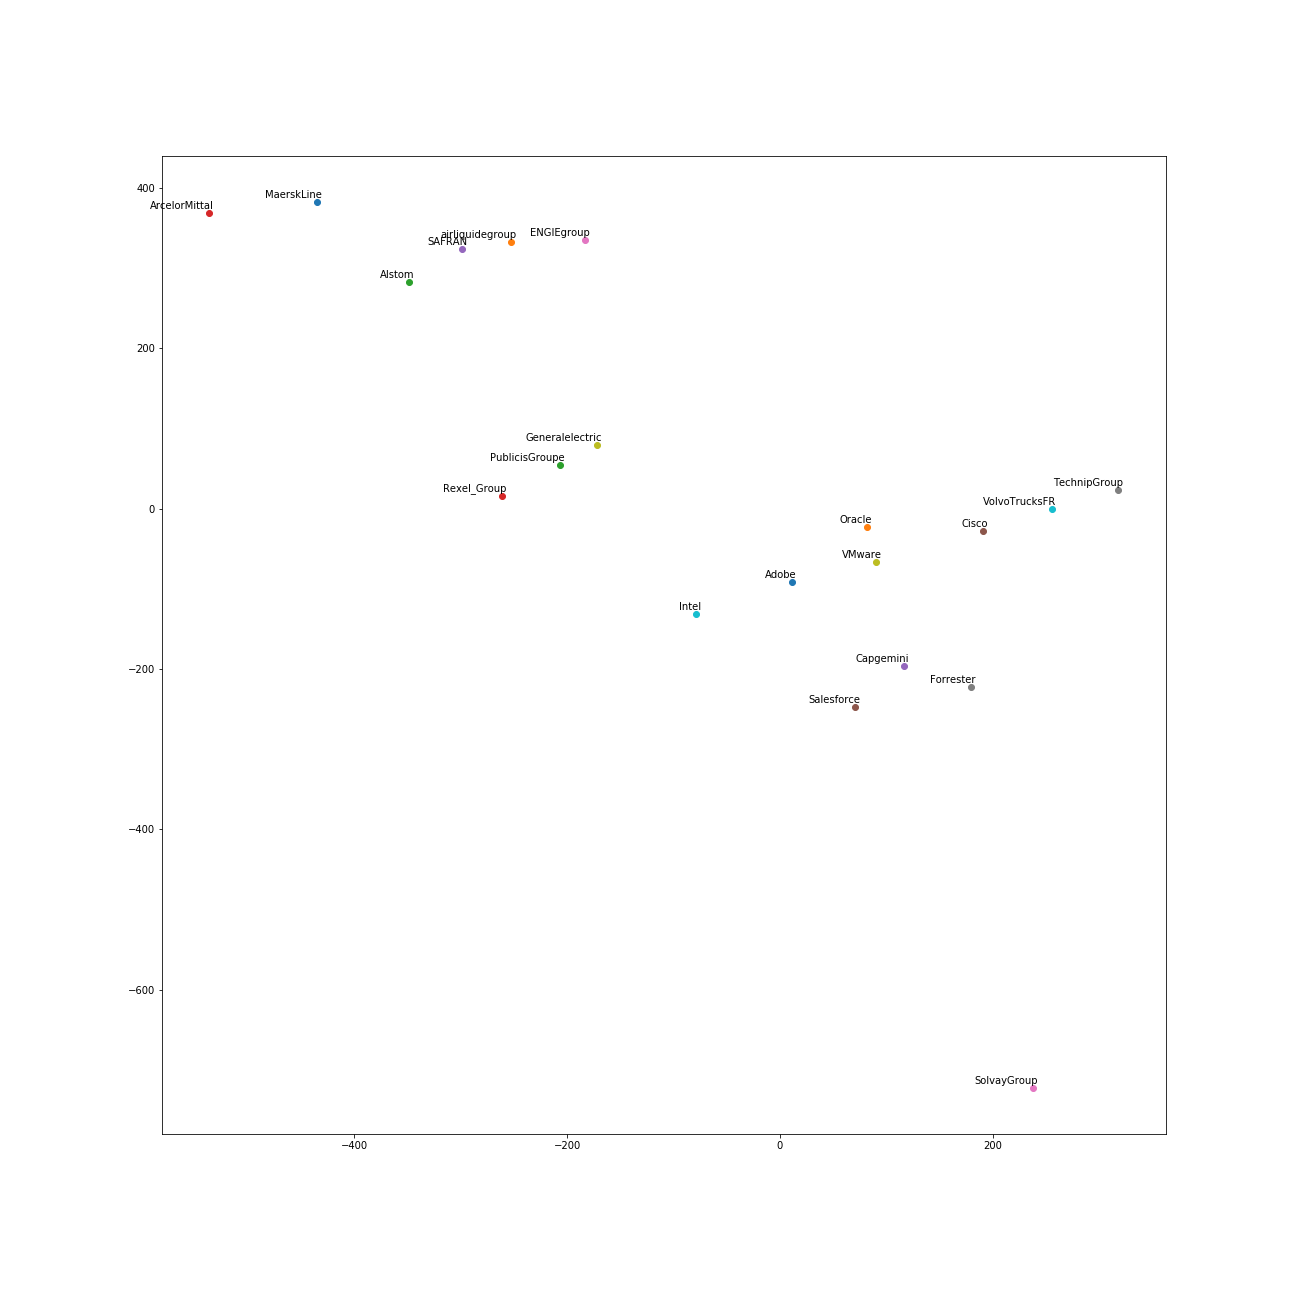 400
MaerskLine
ArcelorMittal
airliquidegroup
ENGIEgroup
SAFRAN
Alstom
200
Generalelectric
PublicisGroupe
Rexel_Group
TechnipGroup
VolvoTrucksFR
0
Oracle
Cisco
VMware
Adobe
Intel
Capgemini
−200
Forrester
Salesforce
−400
−600
SolvayGroup
−400 −200 0 200